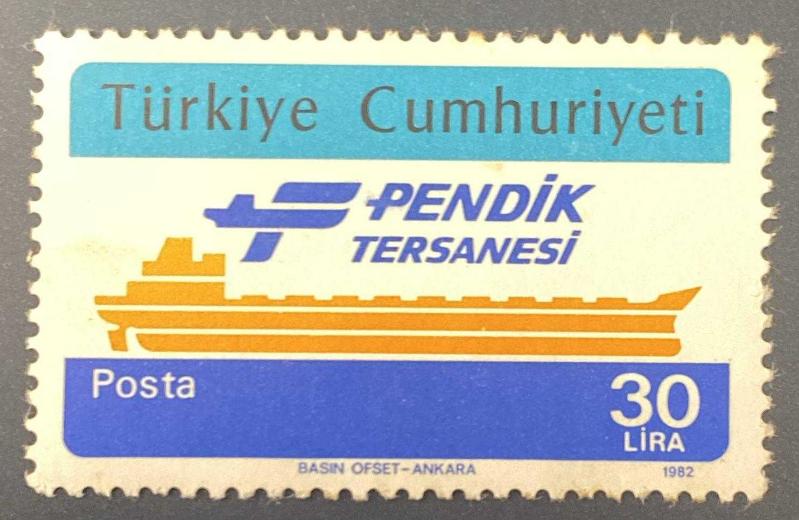 Türkiye Cumhuriyeti
PENDİK
TERSANESİ
Posta
30
LİRA
BASIN OFSET-ANKARA
1982